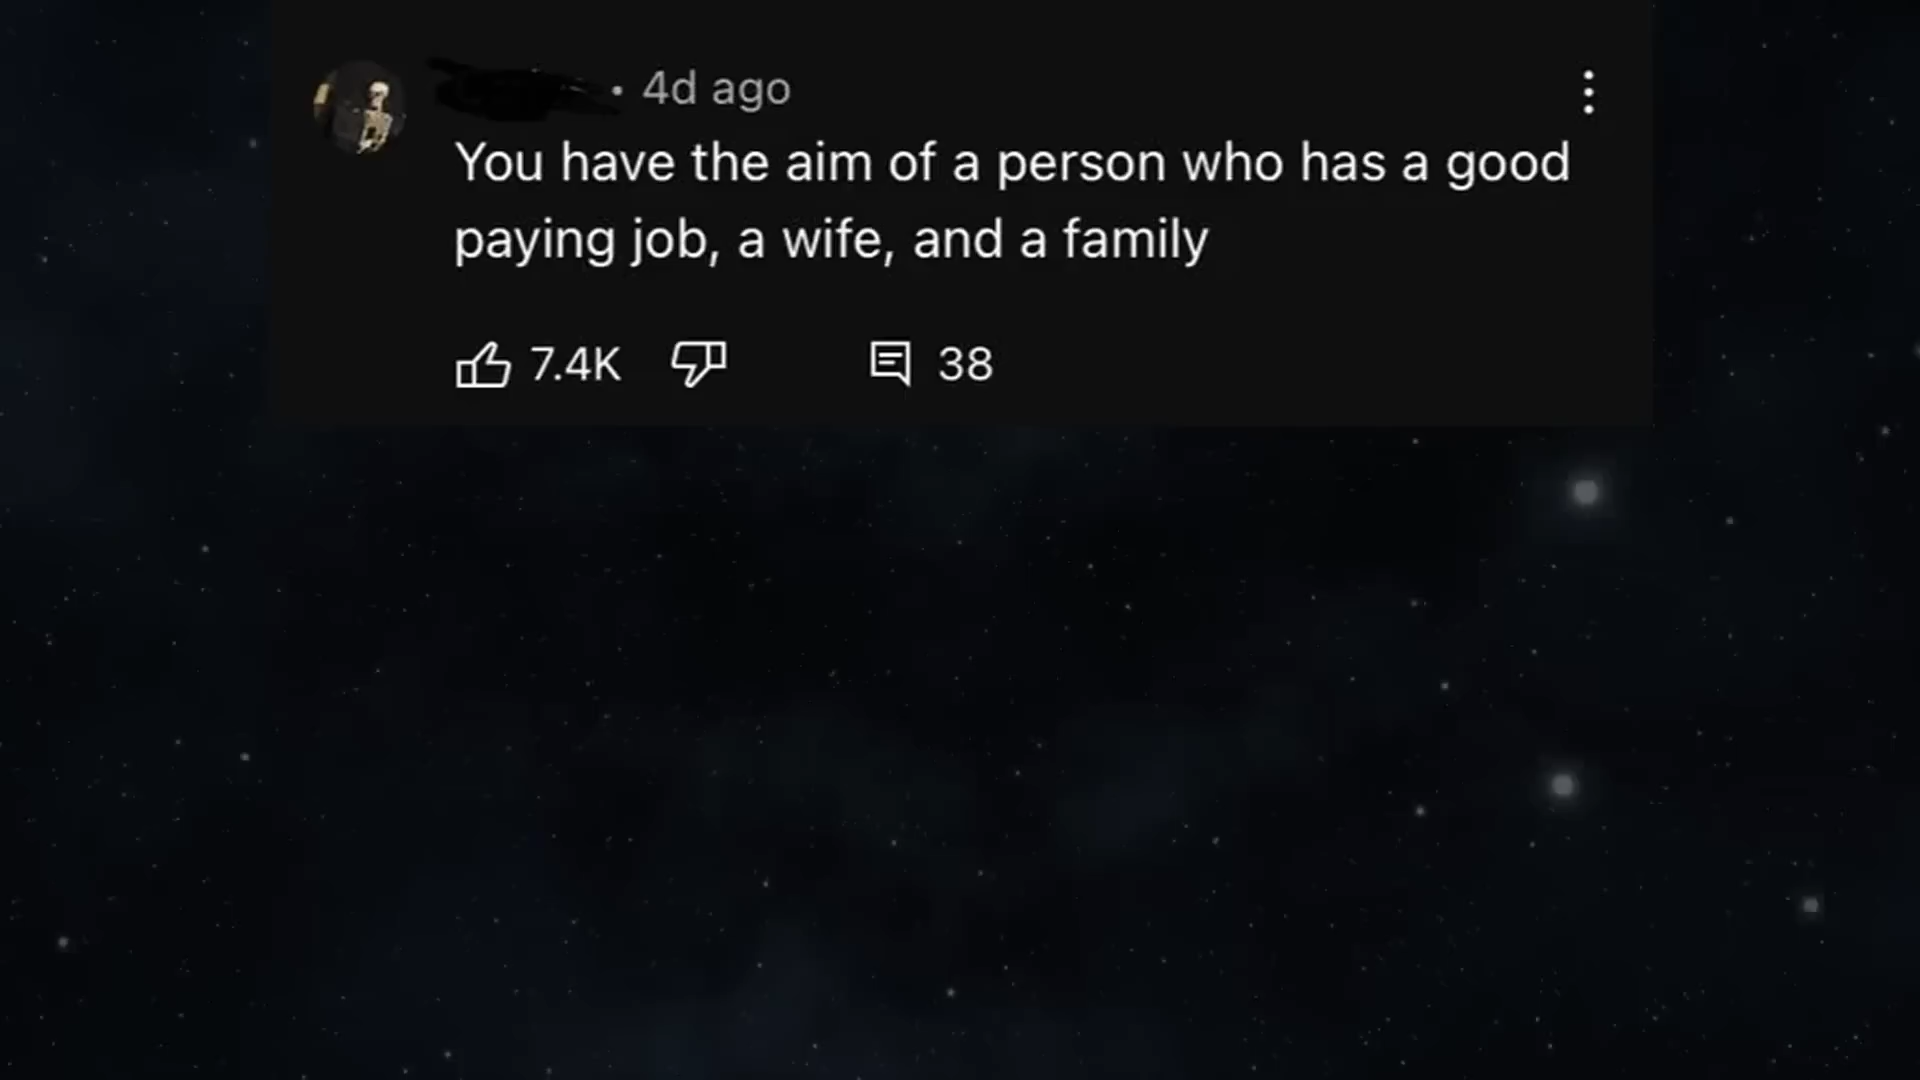 • 4d ago
You have the aim of a person who has a good
paying job, a wife, and a family
7.4K 38